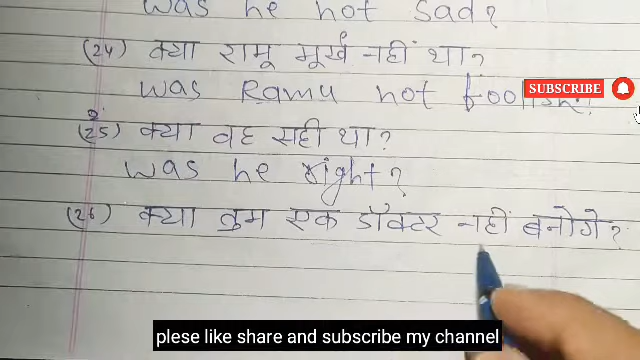 Was he not sad?
(24) क्या रामू मूर्ख नहीं था?
Was Ramu not foolish?
SUBSCRIBE
(25) क्या वह सही था?
Was he right?
(26) क्या तुम एक डॉक्टर नहीं बनोगे?
plese like share and subscribe my channel